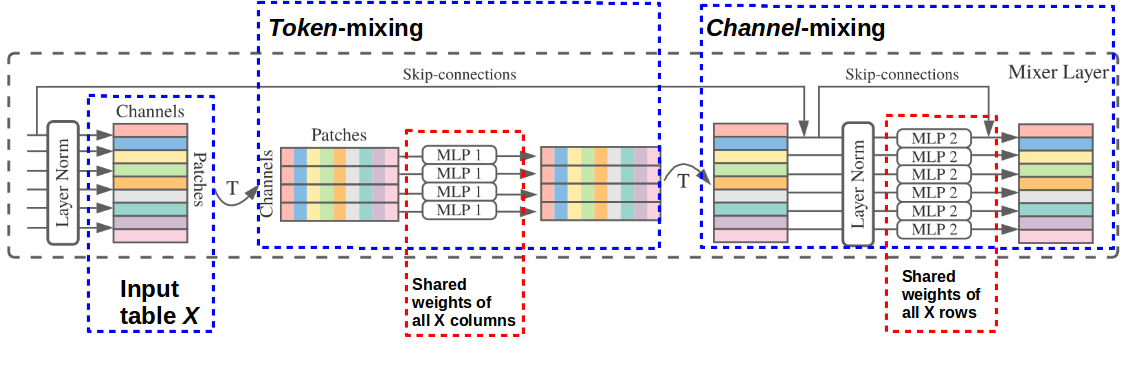 Token-mixing
Channel-mixing
Skip-connections
Skip-connections
Mixer Layer
Channels
Patches
Layer Norm
Patches
T
Channels
MLP 1
MLP 1
MLP 1
MLP 1
T
Layer Norm
MLP 2
MLP 2
MLP 2
MLP 2
MLP 2
MLP 2
Input
table X
Shared
weights of
all X columns
Shared
weights of
all X rows